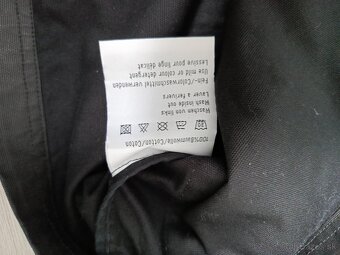 100%Baumwolle/Cotton/Coton
Waschen von links
Wash inside out
Laver a l'envers
Fein-/Colorwaschmittel verwenden
Use mild or colour detergent
Lessive pour linge délicat